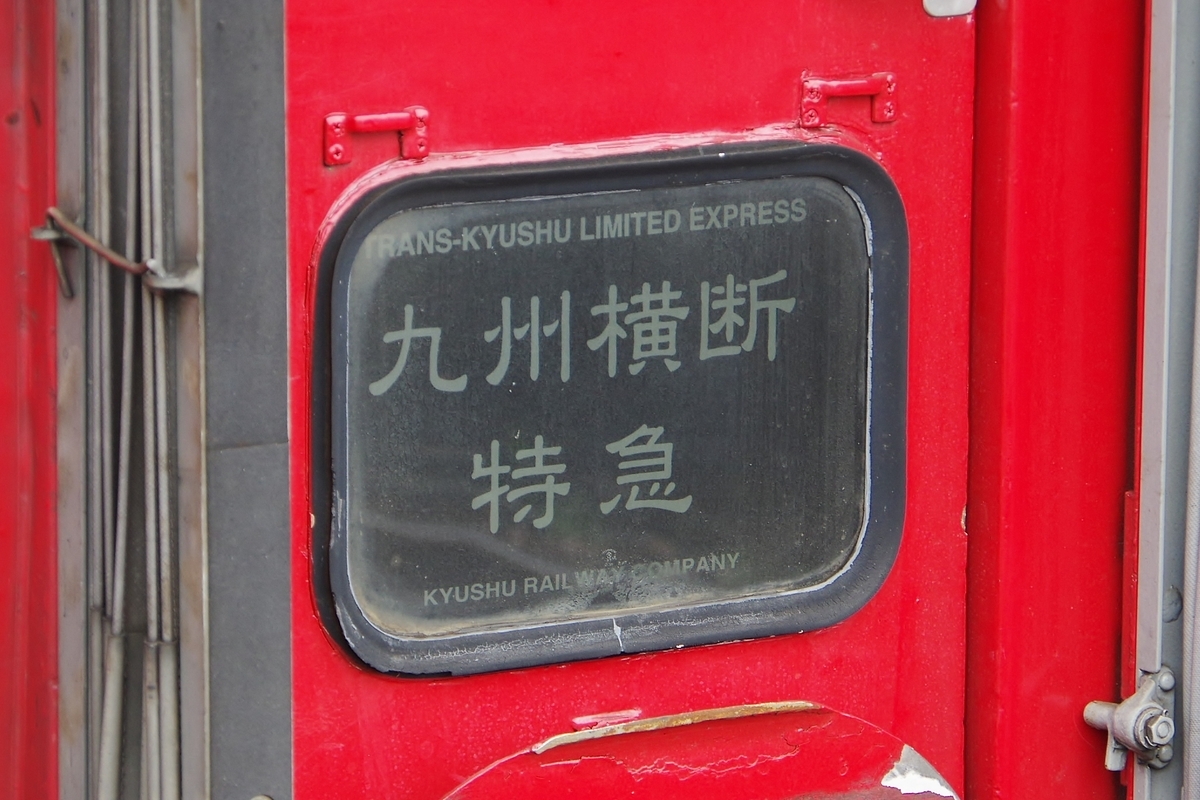 TRANS-KYUSHU LIMITED EXPRESS
九州横断
特急
KYUSHU RAILWAY COMPANY